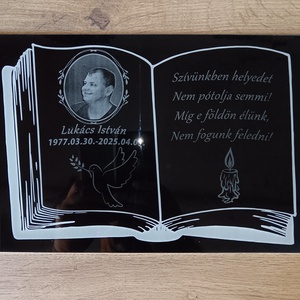 Lukács István
1977.03.30.-2025.04.0
Szívünkben helyedet
Nem pótolja semmi!
Míg e földön élünk,
Nem fogunk feledni!